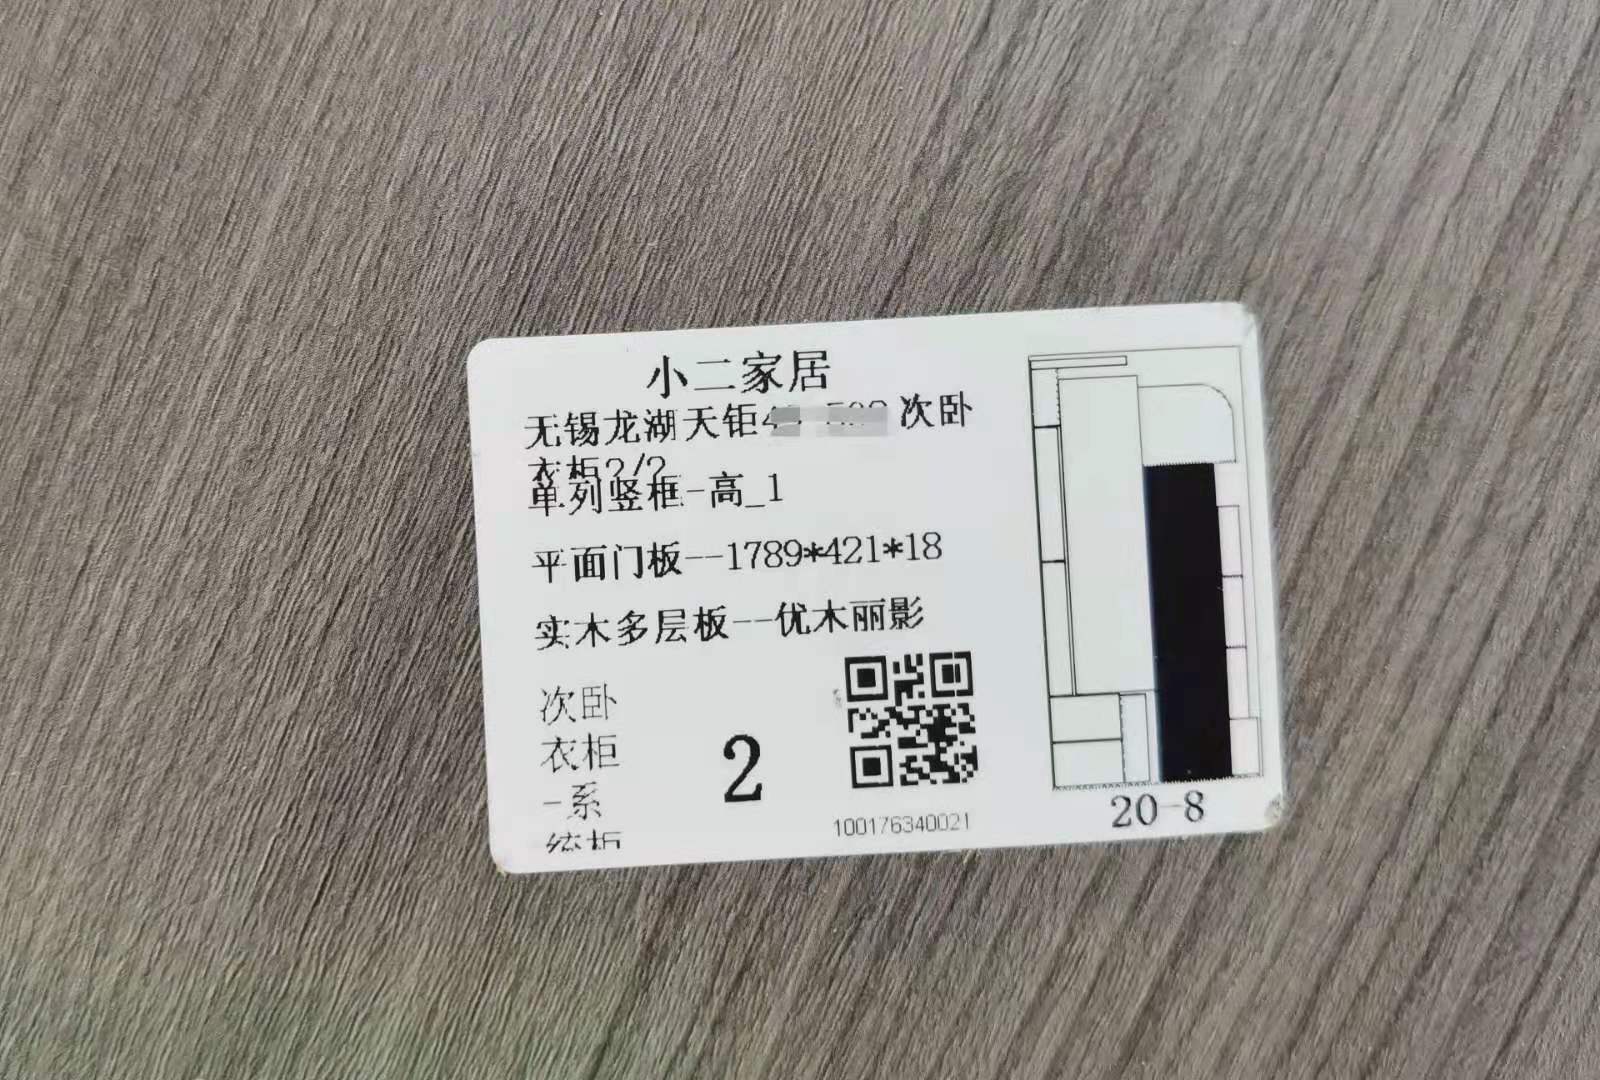 小二家居
无锡龙湖天钜 次卧
衣柜2/2
单列竖框-高_1
平面门板--1789*421*18
实木多层板--优木丽影
次卧
衣柜
-系
统柜
2
100176340021
20-8